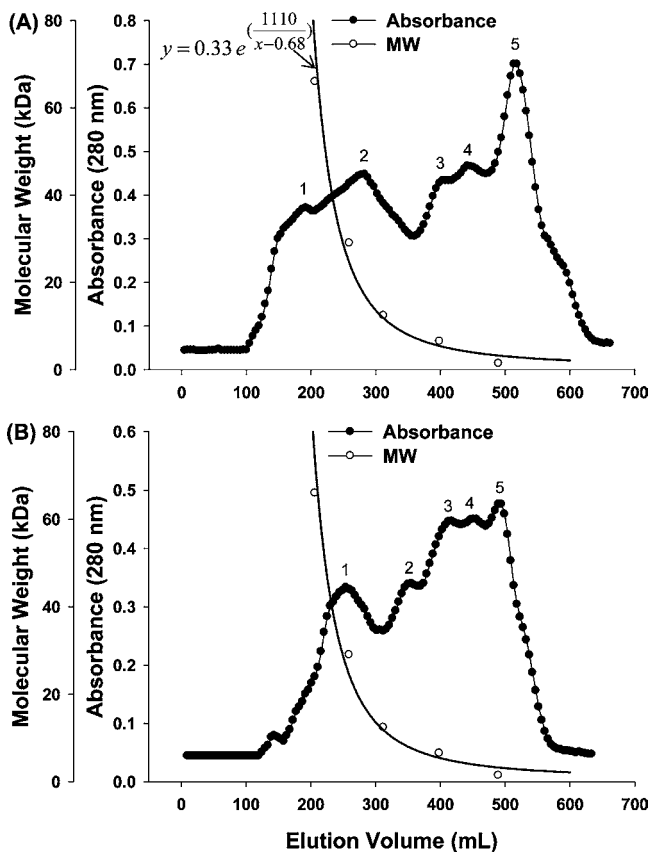 (A)
80
60
40
20
0
Molecular Weight (kDa)
0.8
0.7
0.6
0.5
0.4
0.3
0.2
0.1
0.0
Absorbance (280 nm)
y = 0.33 e^(1110/(x−0.68))
Absorbance
MW
1
2
3
4
5
0 100 200 300 400 500 600 700
(B)
80
60
40
20
0
Molecular Weight (kDa)
0.6
0.5
0.4
0.3
0.2
0.1
0.0
Absorbance (280 nm)
Absorbance
MW
1
2
3
4
5
0 100 200 300 400 500 600 700
Elution Volume (mL)